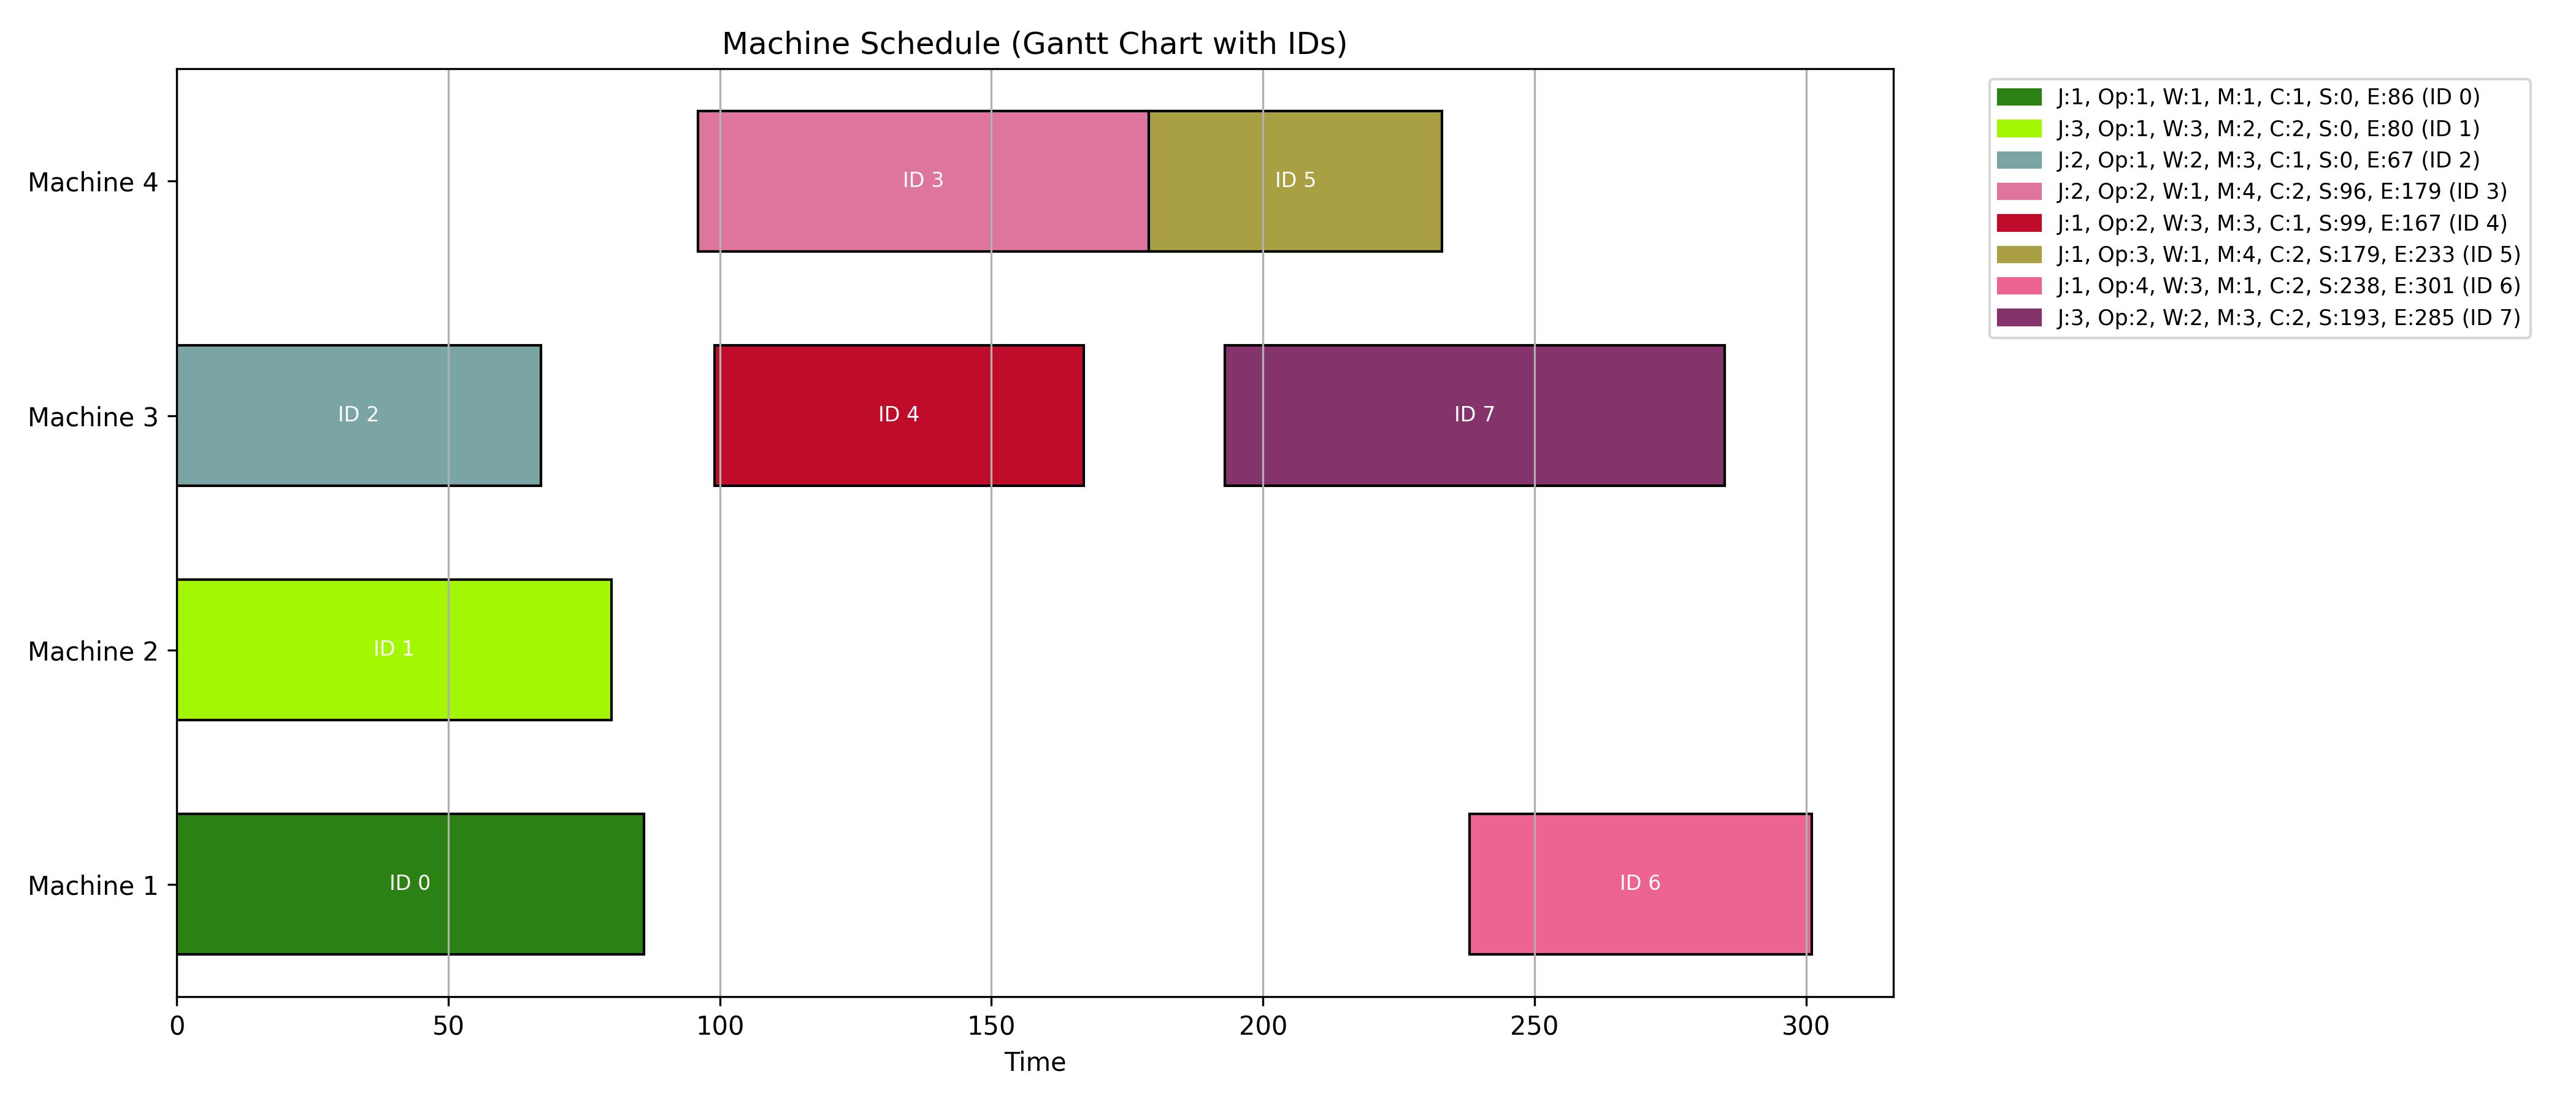 Machine Schedule (Gantt Chart with IDs)
Machine 4
Machine 3
Machine 2
Machine 1
ID 3
ID 5
ID 2
ID 4
ID 7
ID 1
ID 0
ID 6
0 50 100 150 200 250 300
Time
J:1, Op:1, W:1, M:1, C:1, S:0, E:86 (ID 0)
J:3, Op:1, W:3, M:2, C:2, S:0, E:80 (ID 1)
J:2, Op:1, W:2, M:3, C:1, S:0, E:67 (ID 2)
J:2, Op:2, W:1, M:4, C:2, S:96, E:179 (ID 3)
J:1, Op:2, W:3, M:3, C:1, S:99, E:167 (ID 4)
J:1, Op:3, W:1, M:4, C:2, S:179, E:233 (ID 5)
J:1, Op:4, W:3, M:1, C:2, S:238, E:301 (ID 6)
J:3, Op:2, W:2, M:3, C:2, S:193, E:285 (ID 7)